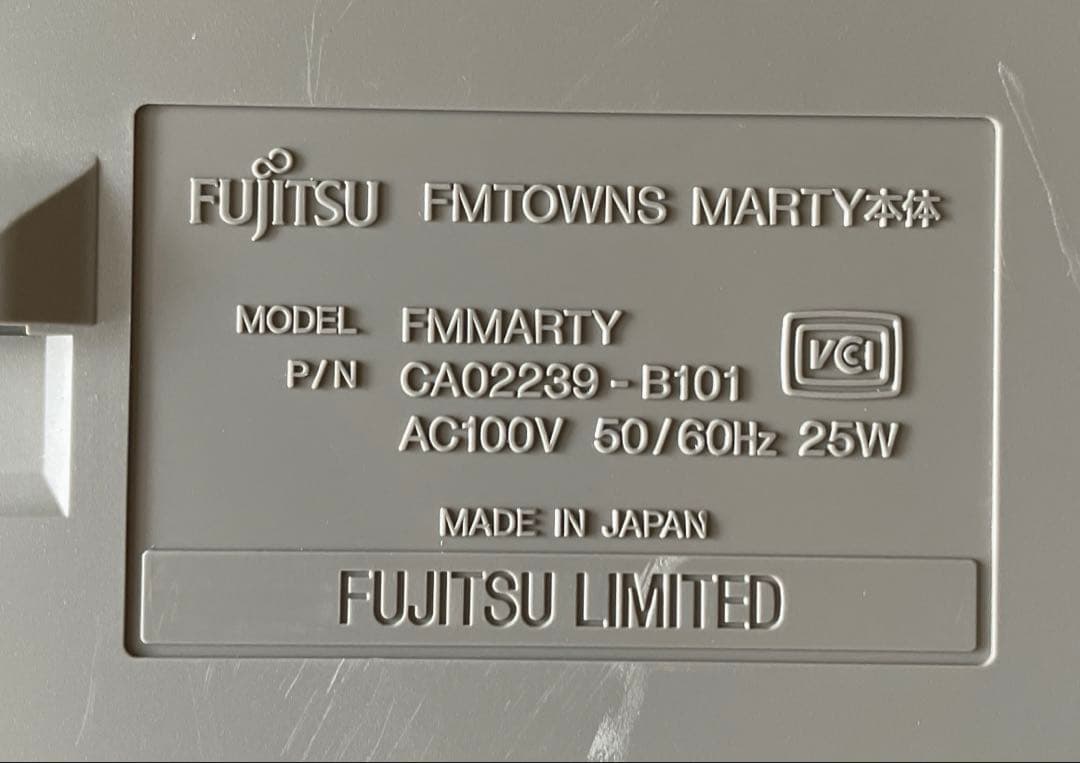 FUJITSU FMTOWNS MARTY本体
MODEL FMMARTY
P/N CA02239-B101
VCI
AC100V 50/60Hz 25W
MADE IN JAPAN
FUJITSU LIMITED